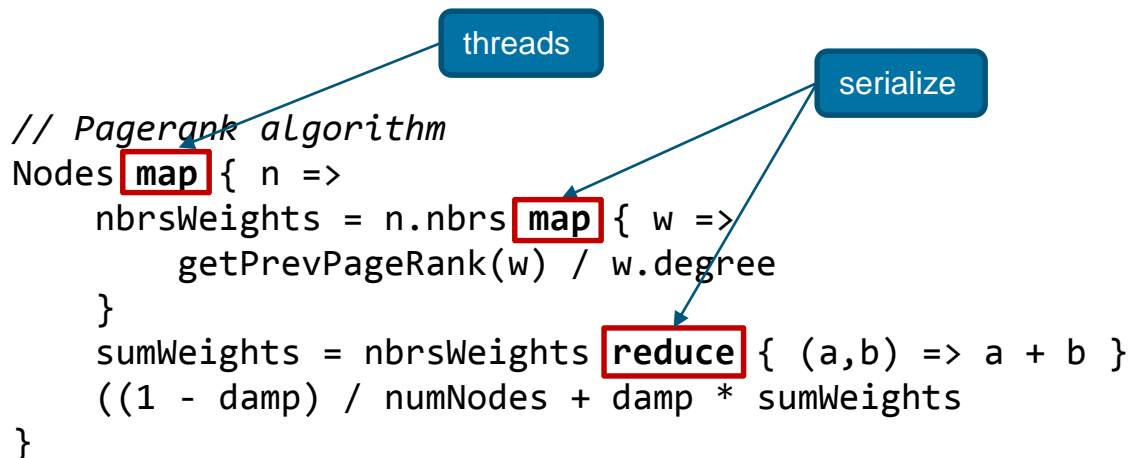 threads
serialize
// Pagerank algorithm
Nodes map { n =>
    nbrsWeights = n.nbrs map { w =>
        getPrevPageRank(w) / w.degree
    }
    sumWeights = nbrsWeights reduce { (a,b) => a + b }
    ((1 - damp) / numNodes + damp * sumWeights
}